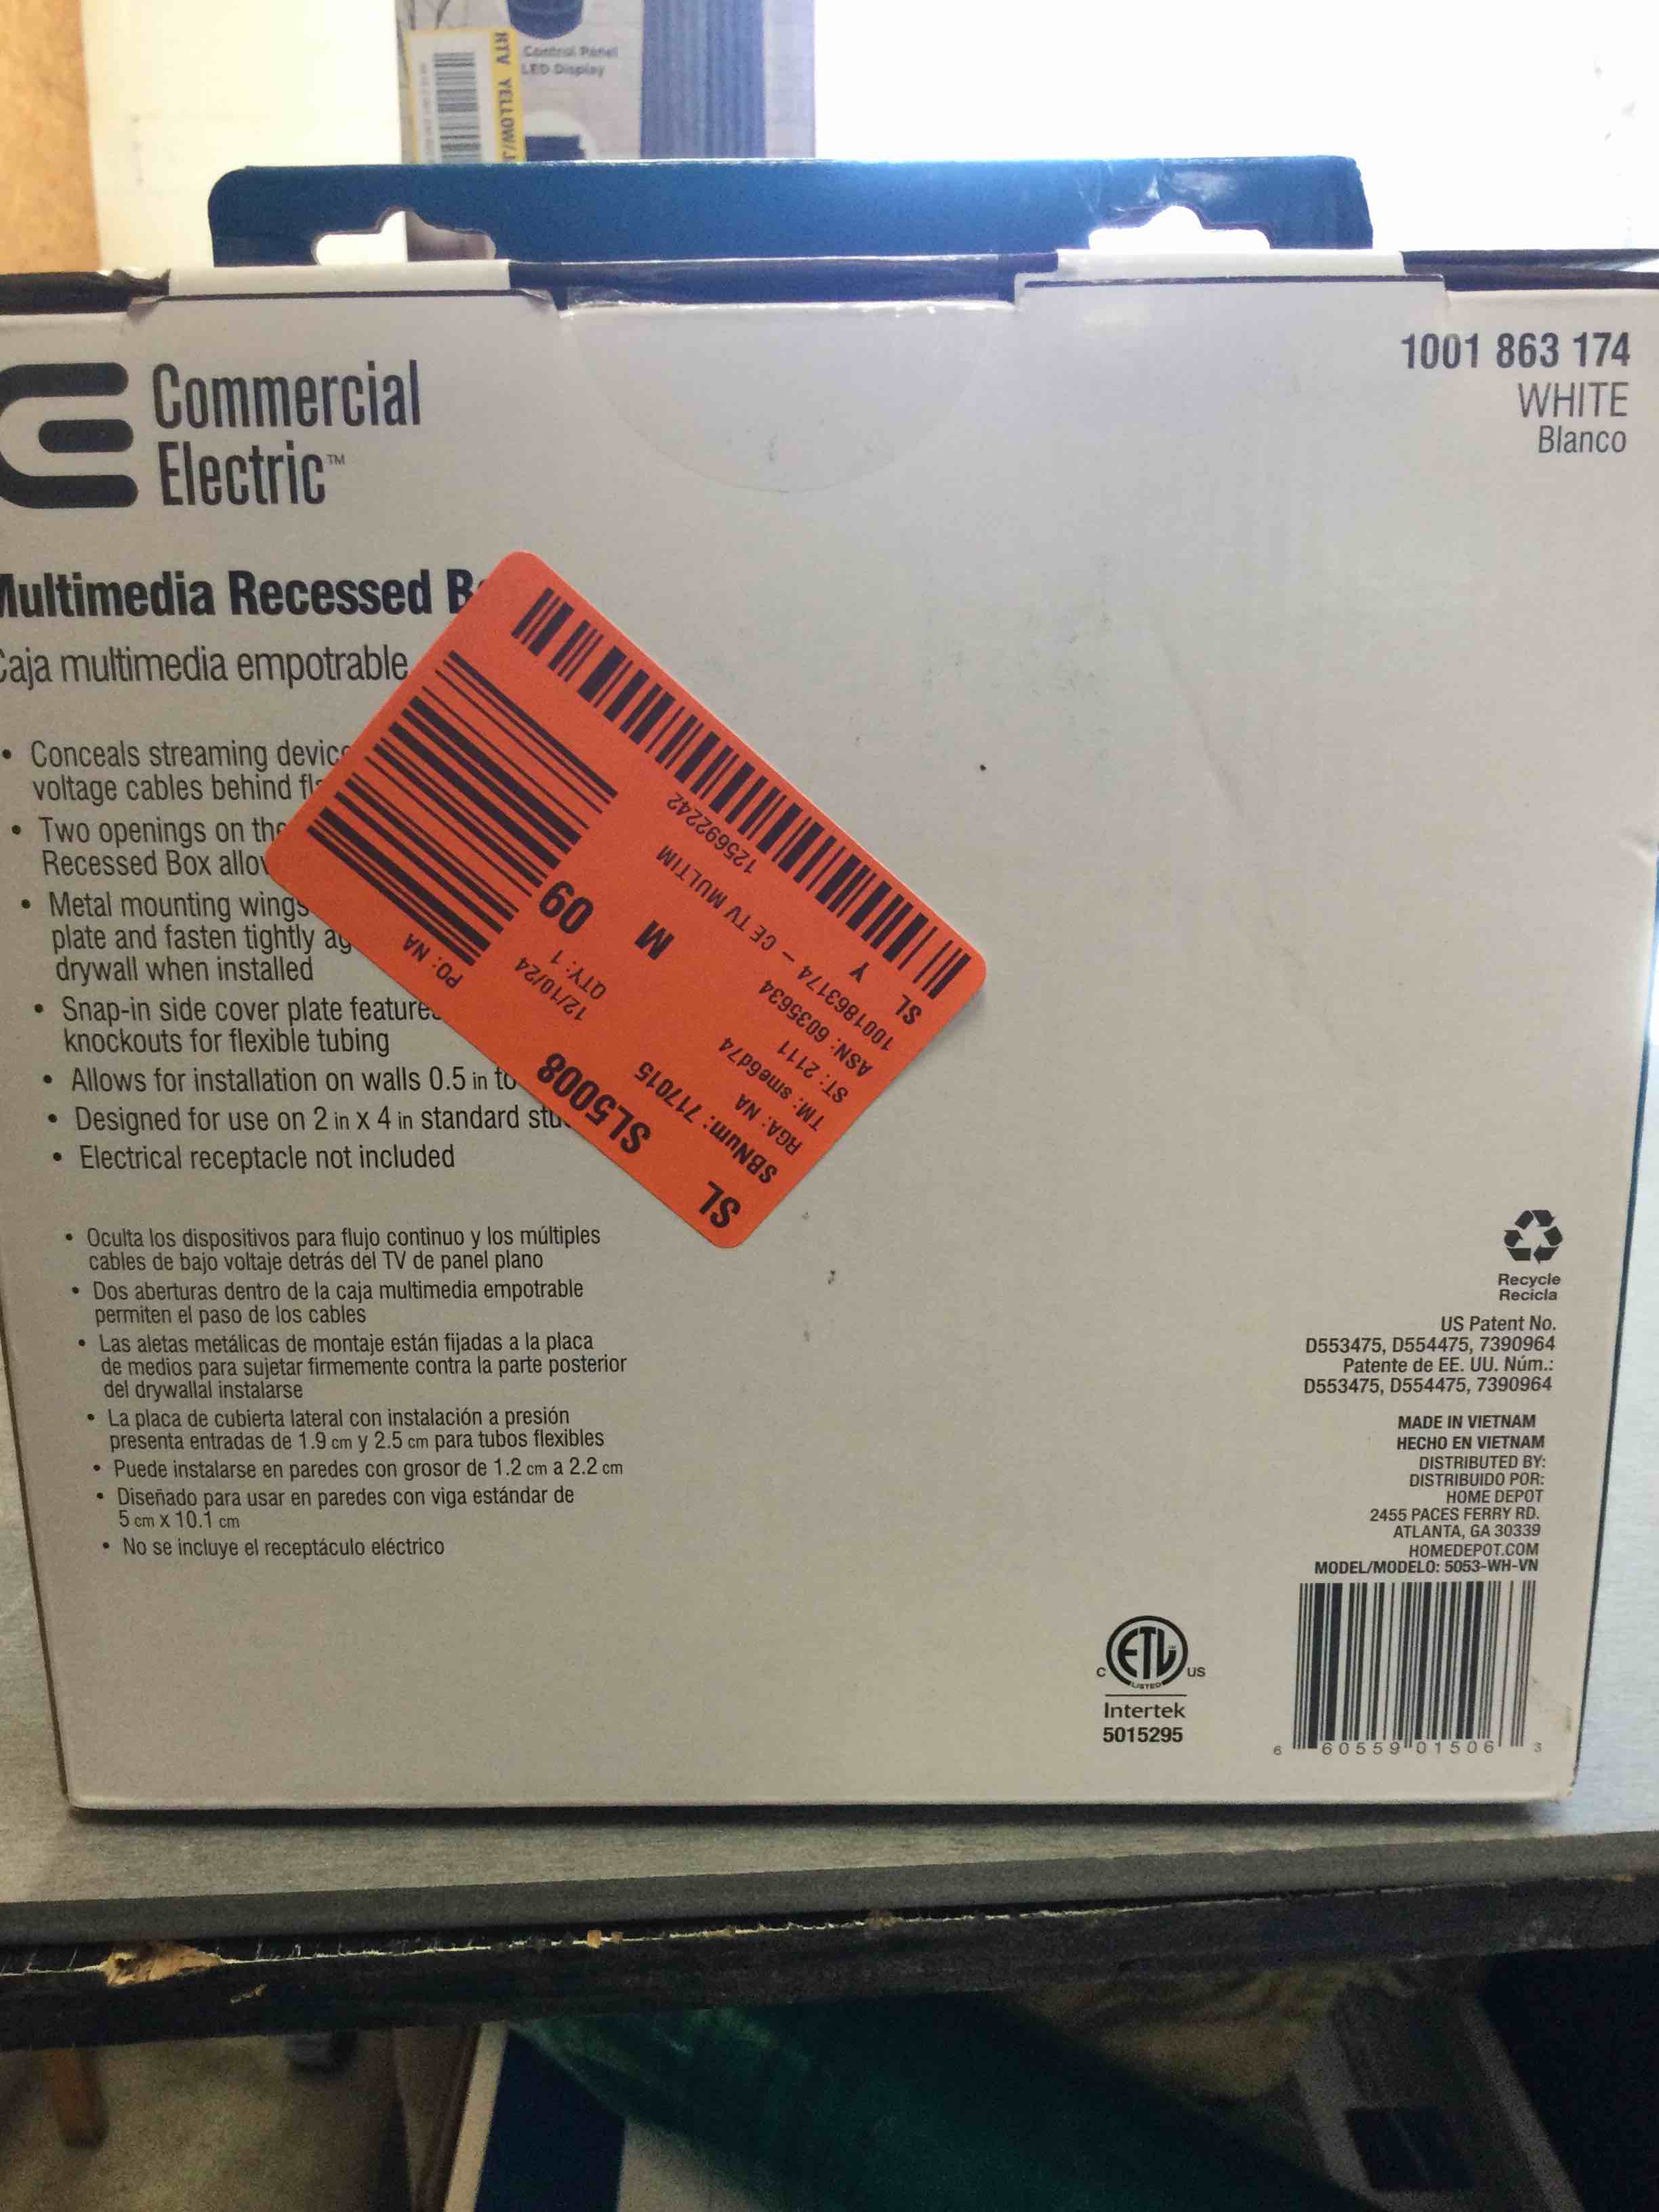 RTV YELLOW/J
Control Panel
LED Display
Commercial
Electric™
1001 863 174
WHITE
Blanco
Multimedia Recessed B
Caja multimedia empotrable
• Conceals streaming devic
voltage cables behind fl
• Two openings on the
Recessed Box allow
• Metal mounting wings
plate and fasten tightly ag
drywall when installed
• Snap-in side cover plate feature
knockouts for flexible tubing
• Allows for installation on walls 0.5 in to
• Designed for use on 2 in x 4 in standard stu
• Electrical receptacle not included
• Oculta los dispositivos para flujo continuo y los múltiples
cables de bajo voltaje detrás del TV de panel plano
• Dos aberturas dentro de la caja multimedia empotrable
permiten el paso de los cables
• Las aletas metálicas de montaje están fijadas a la placa
de medios para sujetar firmemente contra la parte posterior
del drywallal instalarse
• La placa de cubierta lateral con instalación a presión
presenta entradas de 1.9 cm y 2.5 cm para tubos flexibles
• Puede instalarse en paredes con grosor de 1.2 cm a 2.2 cm
• Diseñado para usar en paredes con viga estándar de
5 cm x 10.1 cm
• No se incluye el receptáculo eléctrico
SL
SL5008
SBNum: 717015
RGA: NA
TM: sme6d74
ST: 2111
ASN: 6035634
1001863174 – CE TV MULTIM
SL
Y
125692242
12/10/24
QTY: 1
M
09
PO: NA
Recycle
Recicla
US Patent No.
D553475, D554475, 7390964
Patente de EE. UU. Núm.:
D553475, D554475, 7390964
MADE IN VIETNAM
HECHO EN VIETNAM
DISTRIBUTED BY:
DISTRIBUIDO POR:
HOME DEPOT
2455 PACES FERRY RD.
ATLANTA, GA 30339
HOMEDEPOT.COM
MODEL/MODELO: 5053-WH-VN
6 60559 01506 3
C ETL US
LISTED
Intertek
5015295